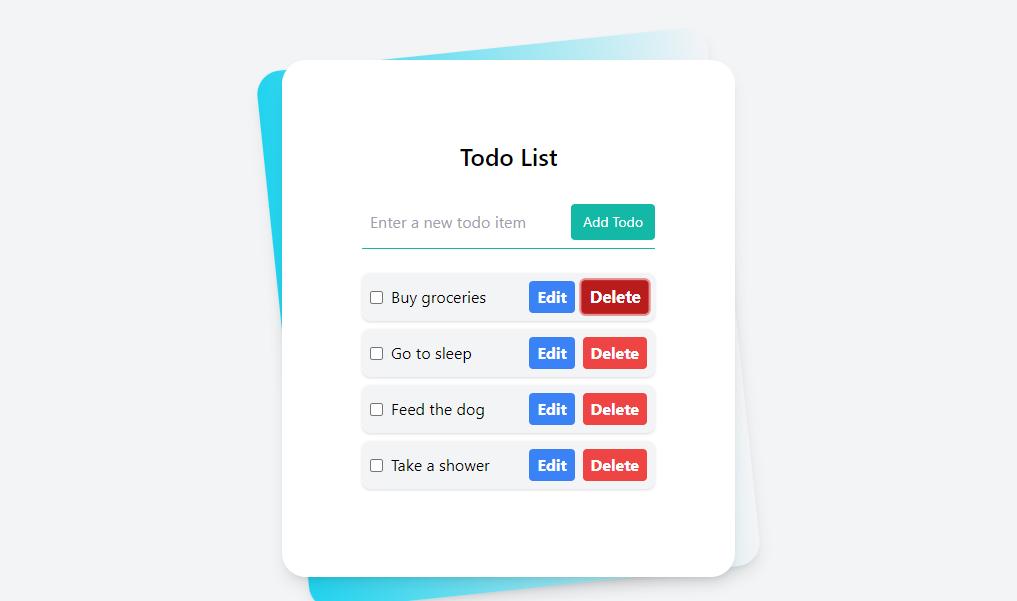 Todo List
Enter a new todo item Add Todo
Buy groceries Edit Delete
Go to sleep Edit Delete
Feed the dog Edit Delete
Take a shower Edit Delete